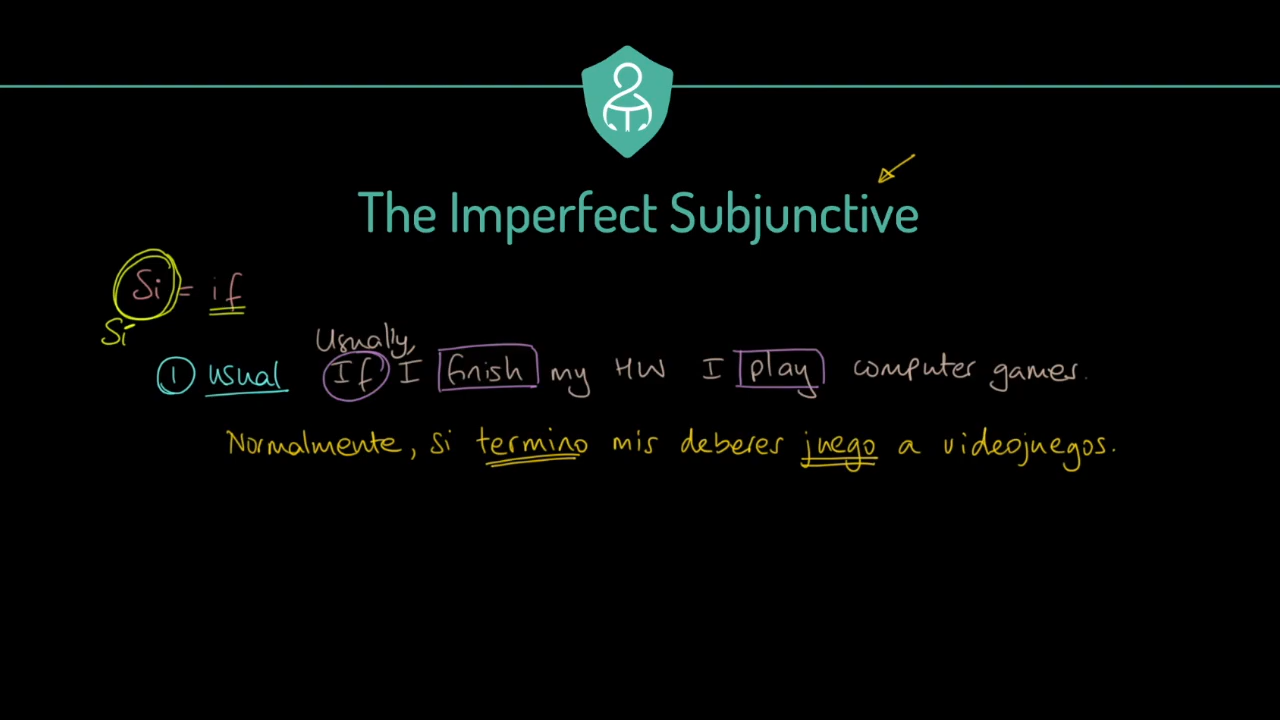 The Imperfect Subjunctive
Si = if
Sí
Usually,
① usual If I finish my HW I play computer games.
Normalmente, si termino mis deberes juego a videojuegos.